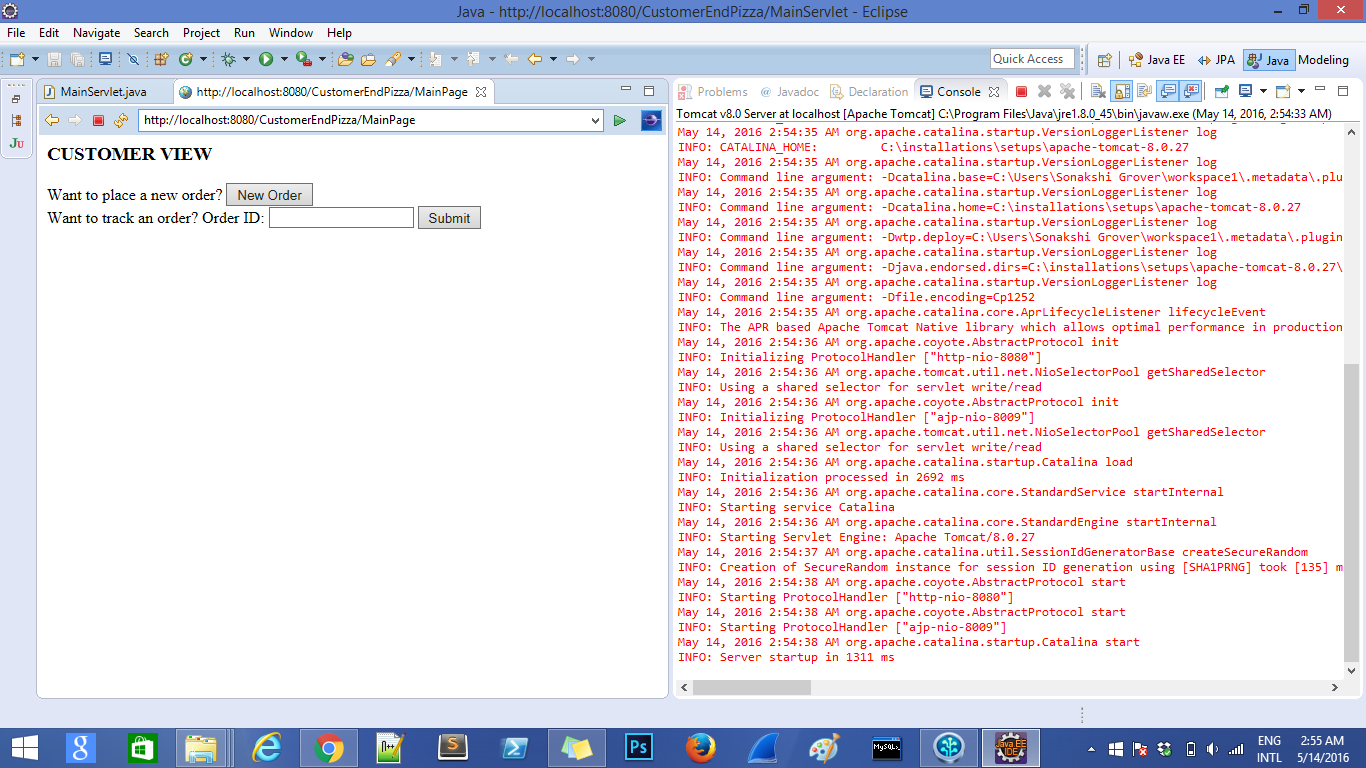 Java - http://localhost:8080/CustomerEndPizza/MainServlet - Eclipse
File Edit Navigate Search Project Run Window Help
Quick Access Java EE JPA Java Modeling
MainServlet.java http://localhost:8080/CustomerEndPizza/MainPage
http://localhost:8080/CustomerEndPizza/MainPage
CUSTOMER VIEW
Want to place a new order? New Order
Want to track an order? Order ID: Submit
Problems @ Javadoc Declaration Console
Tomcat v8.0 Server at localhost [Apache Tomcat] C:\Program Files\Java\jre1.8.0_45\bin\javaw.exe (May 14, 2016, 2:54:33 AM)
May 14, 2016 2:54:35 AM org.apache.catalina.startup.VersionLoggerListener log
INFO: CATALINA_HOME: C:\installations\setups\apache-tomcat-8.0.27
May 14, 2016 2:54:35 AM org.apache.catalina.startup.VersionLoggerListener log
INFO: Command line argument: -Dcatalina.base=C:\Users\Sonakshi Grover\workspace1\.metadata\.plu
May 14, 2016 2:54:35 AM org.apache.catalina.startup.VersionLoggerListener log
INFO: Command line argument: -Dcatalina.home=C:\installations\setups\apache-tomcat-8.0.27
May 14, 2016 2:54:35 AM org.apache.catalina.startup.VersionLoggerListener log
INFO: Command line argument: -Dwtp.deploy=C:\Users\Sonakshi Grover\workspace1\.metadata\.plugin
May 14, 2016 2:54:35 AM org.apache.catalina.startup.VersionLoggerListener log
INFO: Command line argument: -Djava.endorsed.dirs=C:\installations\setups\apache-tomcat-8.0.27\
May 14, 2016 2:54:35 AM org.apache.catalina.startup.VersionLoggerListener log
INFO: Command line argument: -Dfile.encoding=Cp1252
May 14, 2016 2:54:35 AM org.apache.catalina.core.AprLifecycleListener lifecycleEvent
INFO: The APR based Apache Tomcat Native library which allows optimal performance in production
May 14, 2016 2:54:36 AM org.apache.coyote.AbstractProtocol init
INFO: Initializing ProtocolHandler ["http-nio-8080"]
May 14, 2016 2:54:36 AM org.apache.tomcat.util.net.NioSelectorPool getSharedSelector
INFO: Using a shared selector for servlet write/read
May 14, 2016 2:54:36 AM org.apache.coyote.AbstractProtocol init
INFO: Initializing ProtocolHandler ["ajp-nio-8009"]
May 14, 2016 2:54:36 AM org.apache.tomcat.util.net.NioSelectorPool getSharedSelector
INFO: Using a shared selector for servlet write/read
May 14, 2016 2:54:36 AM org.apache.catalina.startup.Catalina load
INFO: Initialization processed in 2692 ms
May 14, 2016 2:54:36 AM org.apache.catalina.core.StandardService startInternal
INFO: Starting service Catalina
May 14, 2016 2:54:36 AM org.apache.catalina.core.StandardEngine startInternal
INFO: Starting Servlet Engine: Apache Tomcat/8.0.27
May 14, 2016 2:54:37 AM org.apache.catalina.util.SessionIdGeneratorBase createSecureRandom
INFO: Creation of SecureRandom instance for session ID generation using [SHA1PRNG] took [135] m
May 14, 2016 2:54:38 AM org.apache.coyote.AbstractProtocol start
INFO: Starting ProtocolHandler ["http-nio-8080"]
May 14, 2016 2:54:38 AM org.apache.coyote.AbstractProtocol start
INFO: Starting ProtocolHandler ["ajp-nio-8009"]
May 14, 2016 2:54:38 AM org.apache.catalina.startup.Catalina start
INFO: Server startup in 1311 ms
ENG 2:55 AM
INTL 5/14/2016